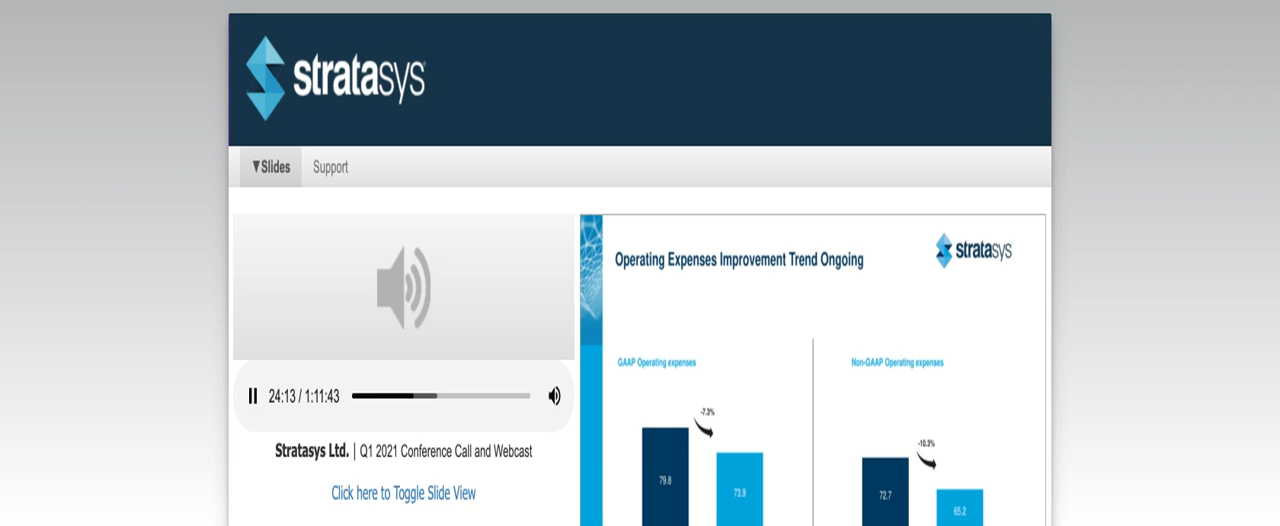 stratasys
▼Slides
Support
Operating Expenses Improvement Trend Ongoing
stratasys
GAAP Operating expenses
Non-GAAP Operating expenses
-7.3%
79.8
73.9
-10.3%
72.7
65.2
24:13 / 1:11:43
Stratasys Ltd. | Q1 2021 Conference Call and Webcast
Click here to Toggle Slide View